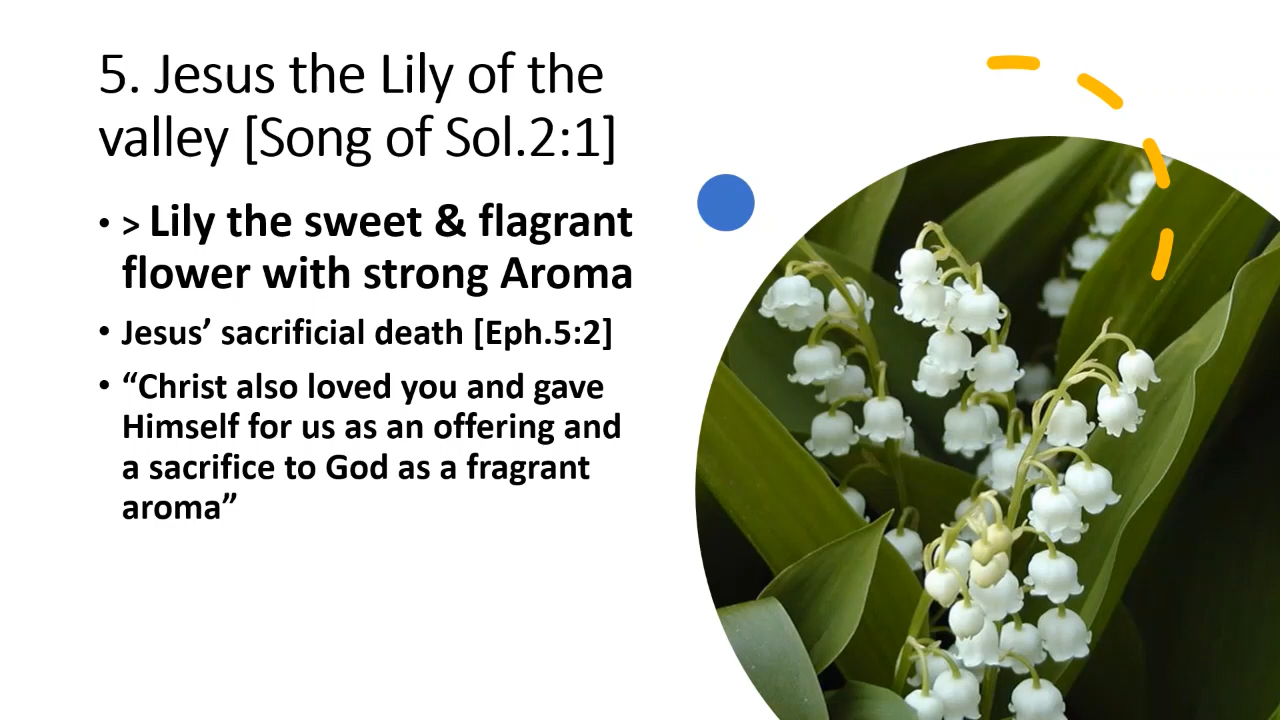 5. Jesus the Lily of the
valley [Song of Sol.2:1]
• > Lily the sweet & flagrant
flower with strong Aroma
• Jesus’ sacrificial death [Eph.5:2]
• “Christ also loved you and gave
Himself for us as an offering and
a sacrifice to God as a fragrant
aroma”